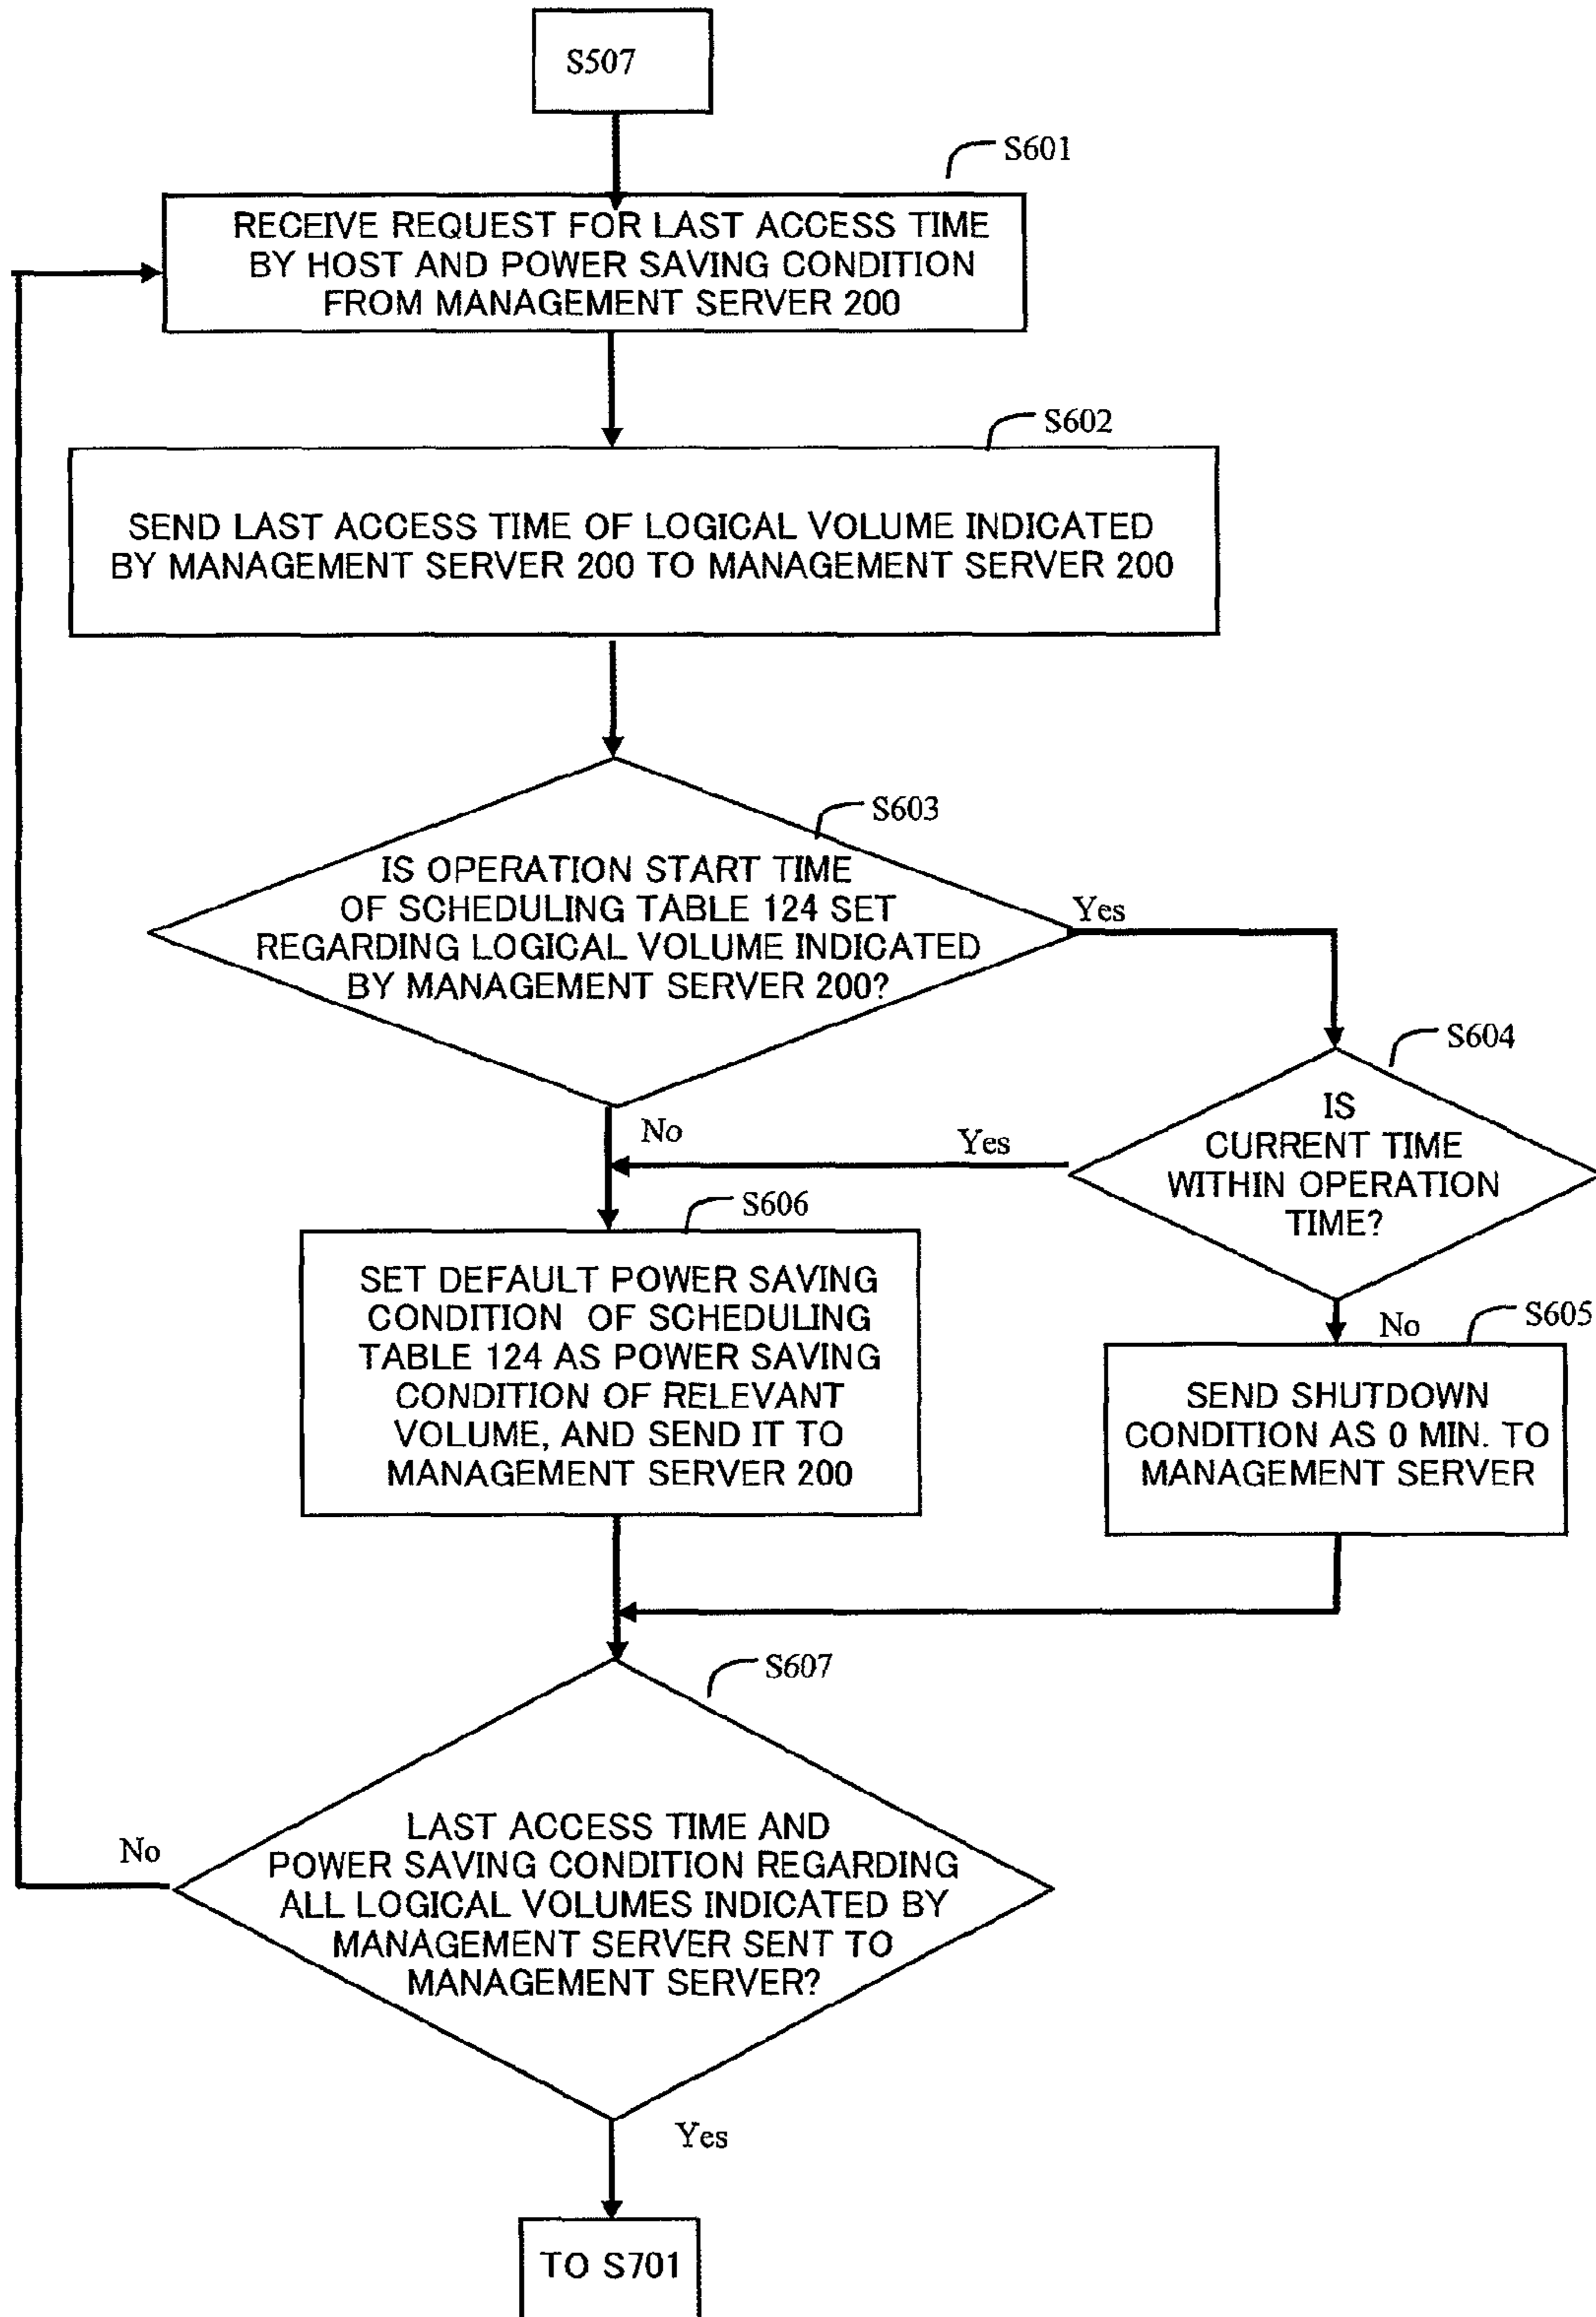 S507
S601
RECEIVE REQUEST FOR LAST ACCESS TIME
BY HOST AND POWER SAVING CONDITION
FROM MANAGEMENT SERVER 200
S602
SEND LAST ACCESS TIME OF LOGICAL VOLUME INDICATED
BY MANAGEMENT SERVER 200 TO MANAGEMENT SERVER 200
S603
IS OPERATION START TIME
OF SCHEDULING TABLE 124 SET
REGARDING LOGICAL VOLUME INDICATED
BY MANAGEMENT SERVER 200?
Yes
S604
IS
CURRENT TIME
WITHIN OPERATION
TIME?
No
Yes
S606
SET DEFAULT POWER SAVING
CONDITION OF SCHEDULING
TABLE 124 AS POWER SAVING
CONDITION OF RELEVANT
VOLUME, AND SEND IT TO
MANAGEMENT SERVER 200
No
S605
SEND SHUTDOWN
CONDITION AS 0 MIN. TO
MANAGEMENT SERVER
S607
LAST ACCESS TIME AND
POWER SAVING CONDITION REGARDING
ALL LOGICAL VOLUMES INDICATED BY
MANAGEMENT SERVER SENT TO
MANAGEMENT SERVER?
No
Yes
TO S701